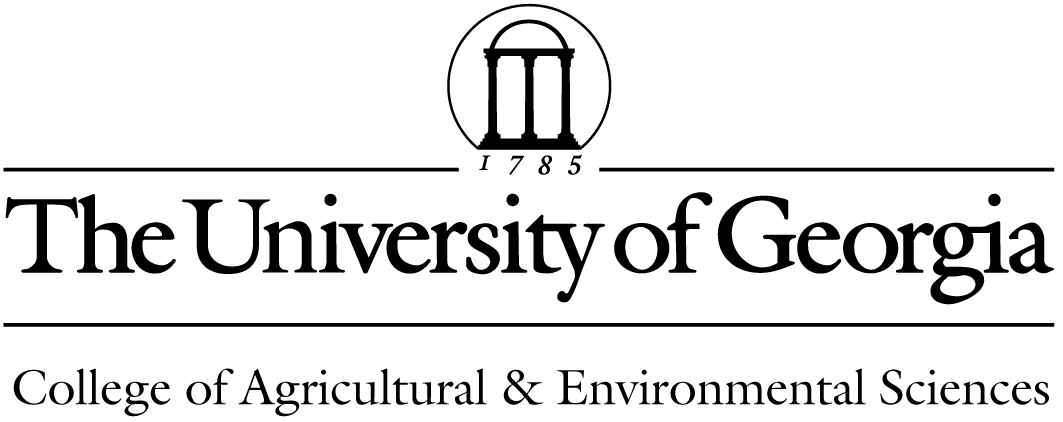 1785
The University of Georgia
College of Agricultural & Environmental Sciences